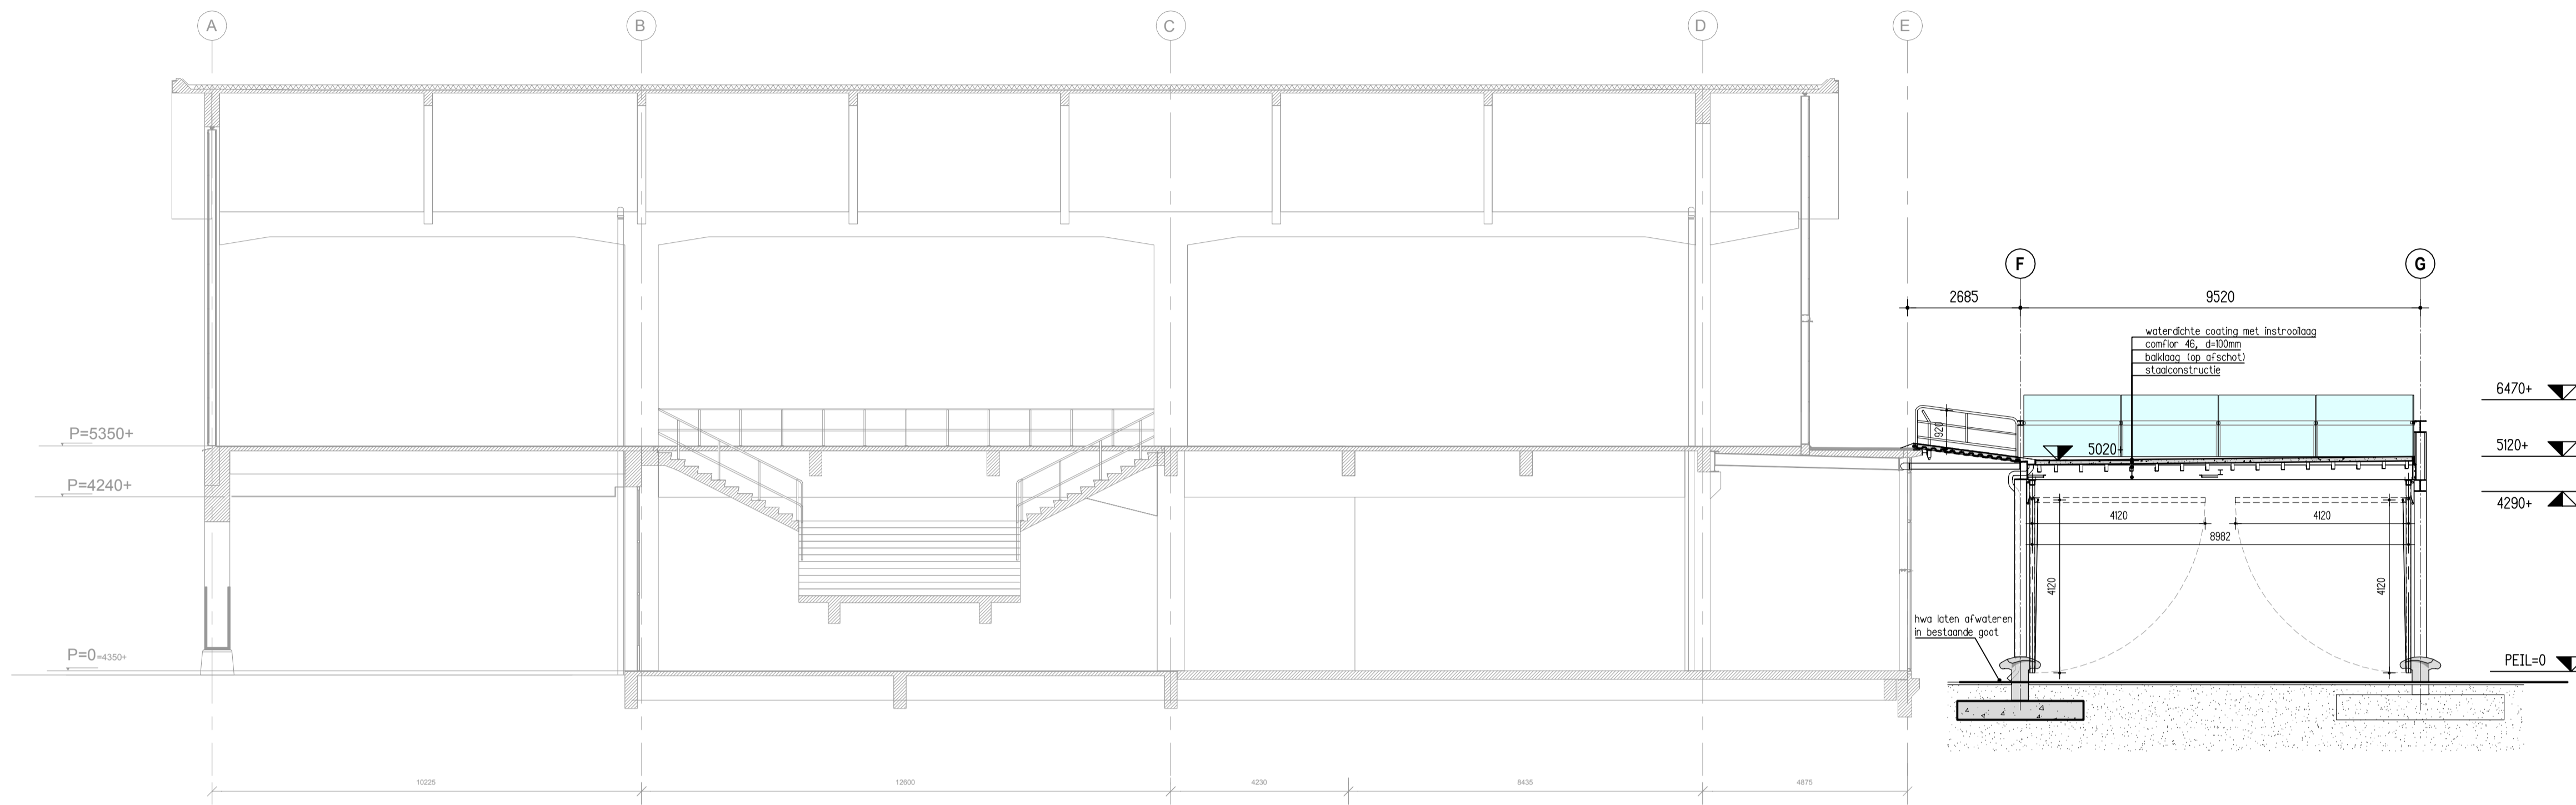 A
B
C
D
E
F
G
2685
9520
waterdichte coating met instrooilaag
comflor 46, d=100mm
balklaag (op afschot)
staalconstructie
6470+
920
5020+
5120+
P=5350+
P=4240+
4290+
4120
4120
8982
4120
4120
hwa laten afwateren
in bestaande goot
P=0=4350+
PEIL=0
10225
12600
4230
8435
4875